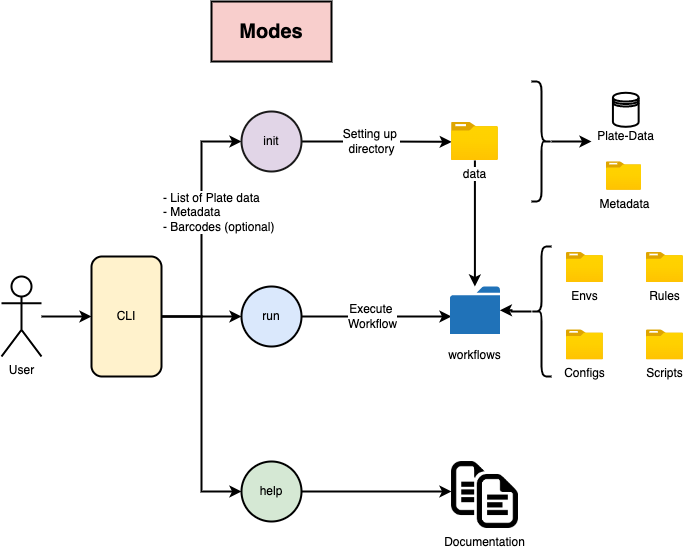 Modes
init
Setting up
directory
data
Plate-Data
Metadata
- List of Plate data
- Metadata
- Barcodes (optional)
User
CLI
run
Execute
Workflow
workflows
Envs
Rules
Configs
Scripts
help
Documentation